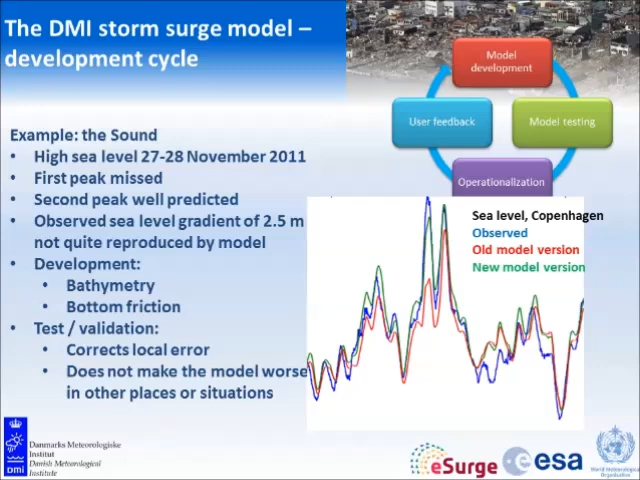 The DMI storm surge model –
development cycle
Model
development
User feedback
Model testing
Operationalization
Example: the Sound
• High sea level 27-28 November 2011
• First peak missed
• Second peak well predicted
• Observed sea level gradient of 2.5 m
not quite reproduced by model
• Development:
• Bathymetry
• Bottom friction
• Test / validation:
• Corrects local error
• Does not make the model worse
in other places or situations
Sea level, Copenhagen
Observed
Old model version
New model version
dmi
Danmarks Meteorologiske
Institut
Danish Meteorological
Institute
eSurge
esa
World Meteorological
Organization